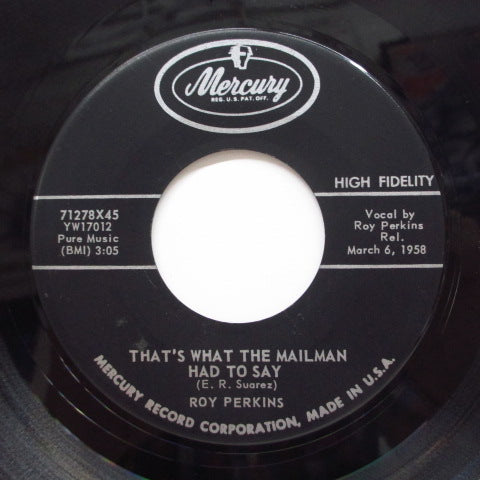 Mercury
REG. U.S. PAT. OFF.
HIGH FIDELITY
71278X45
YW17012
Pure Music
(BMI) 3:05
Vocal by
Roy Perkins
Rel.
March 6, 1958
THAT'S WHAT THE MAILMAN
HAD TO SAY
(E. R. Suarez)
ROY PERKINS
MERCURY RECORD CORPORATION, MADE IN U.S.A.